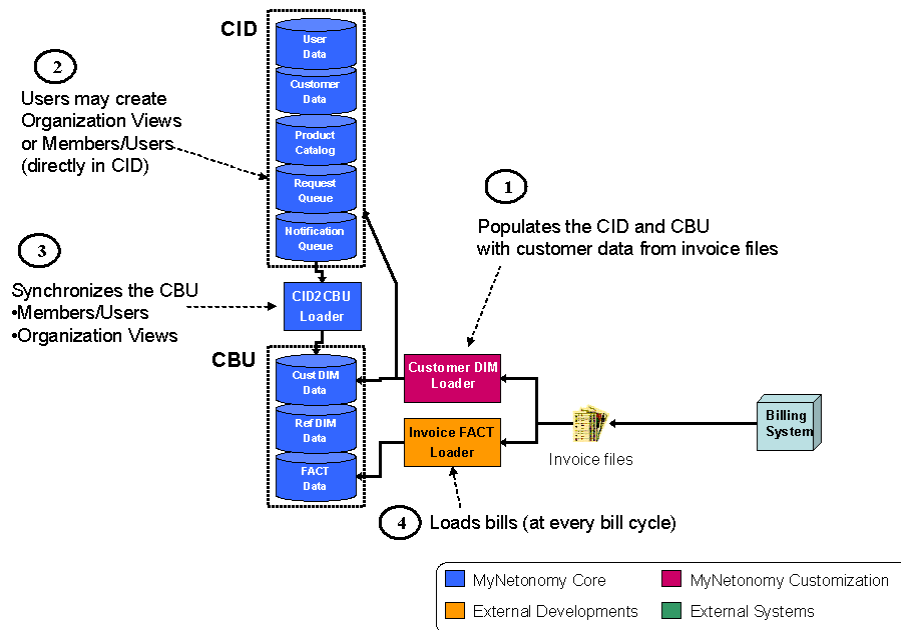 CID
User
Data
Customer
Data
Product
Catalog
Request
Queue
Notification
Queue
2
Users may create
Organization Views
or Members/Users
(directly in CID)
1
Populates the CID and CBU
with customer data from invoice files
3
Synchronizes the CBU
•Members/Users
•Organization Views
CID2CBU
Loader
CBU
Cust DIM
Data
Ref DIM
Data
FACT
Data
Customer DIM
Loader
Invoice FACT
Loader
Invoice files
Billing
System
4
Loads bills (at every bill cycle)
MyNetonomy Core
MyNetonomy Customization
External Developments
External Systems